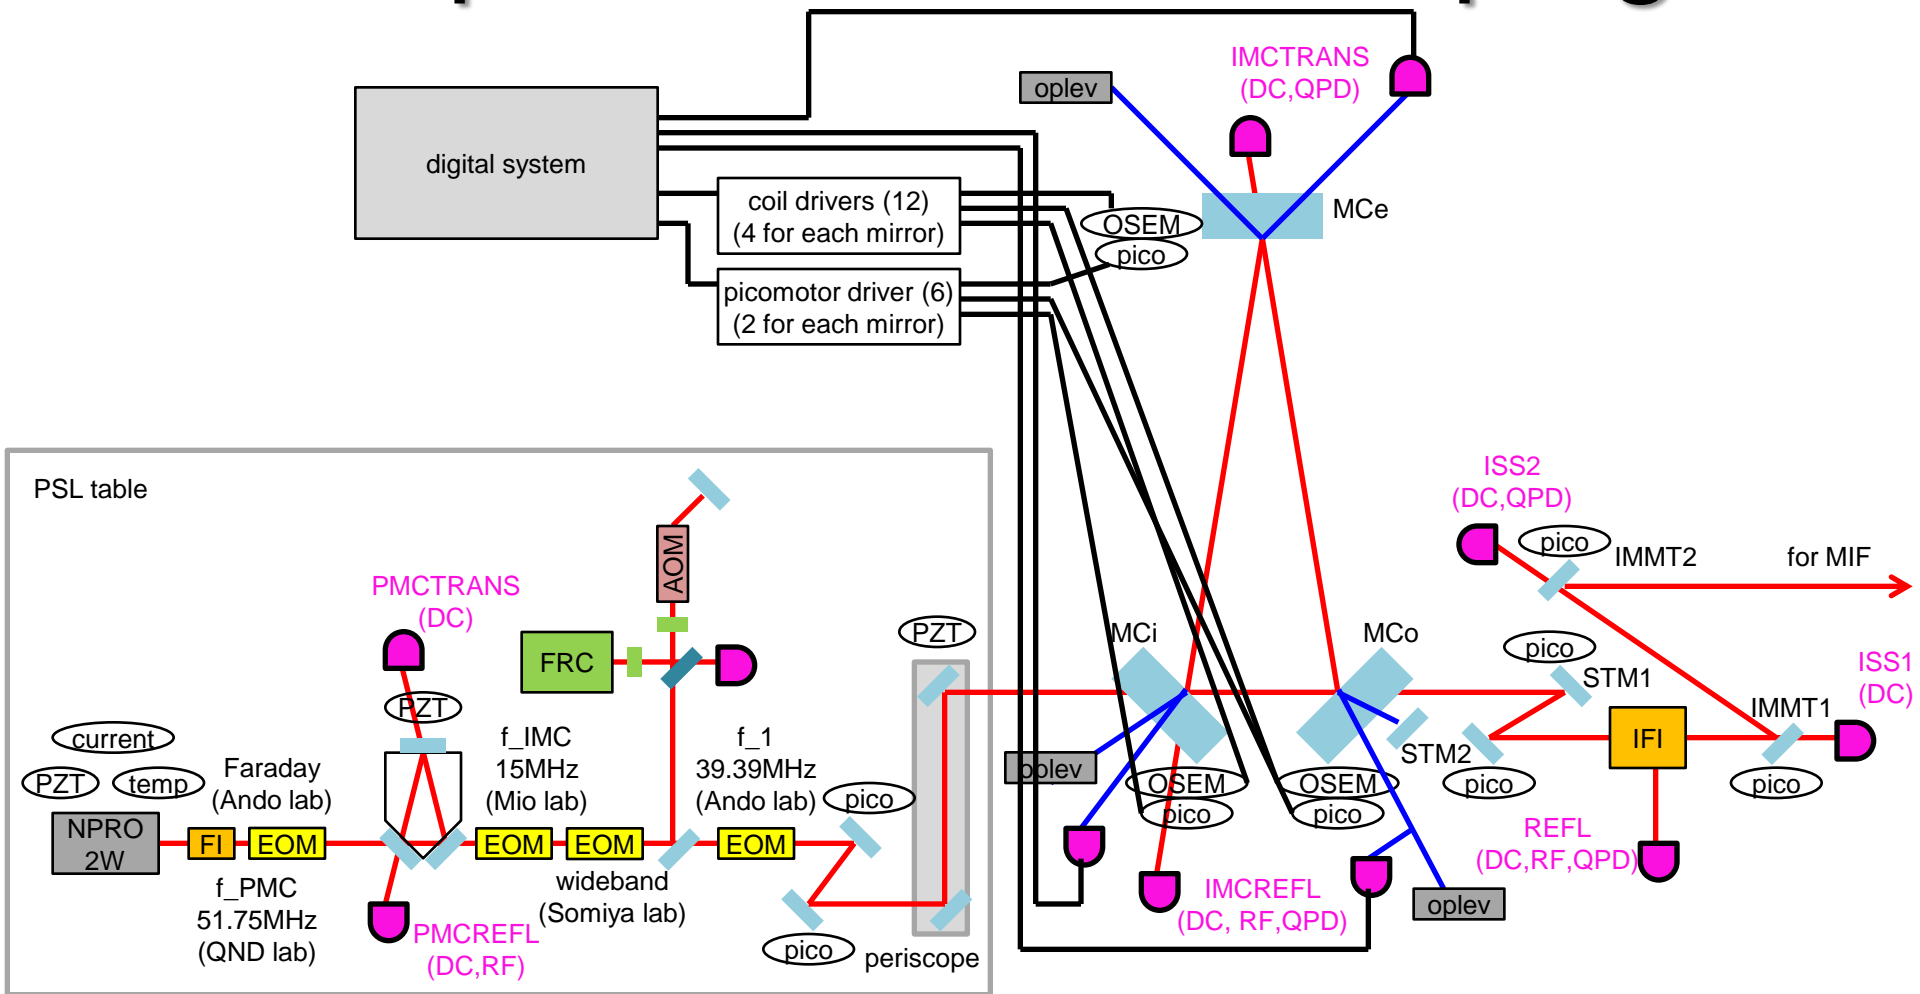 IMCTRANS
(DC,QPD)
oplev
digital system
coil drivers (12)
(4 for each mirror)
OSEM
pico
MCe
picomotor driver (6)
(2 for each mirror)
PSL table
ISS2
(DC,QPD)
pico
IMMT2
for MIF
AOM
PMCTRANS
(DC)
FRC
PZT
MCi
MCo
pico
STM1
ISS1
(DC)
PZT
current
PZT
temp
Faraday
(Ando lab)
f_IMC
15MHz
(Mio lab)
f_1
39.39MHz
(Ando lab)
pico
oplev
OSEM
pico
OSEM
pico
STM2
pico
IFI
IMMT1
pico
NPRO
2W
FI
EOM
EOM
EOM
EOM
f_PMC
51.75MHz
(QND lab)
wideband
(Somiya lab)
PMCREFL
(DC,RF)
pico
periscope
IMCREFL
(DC, RF,QPD)
oplev
REFL
(DC,RF,QPD)